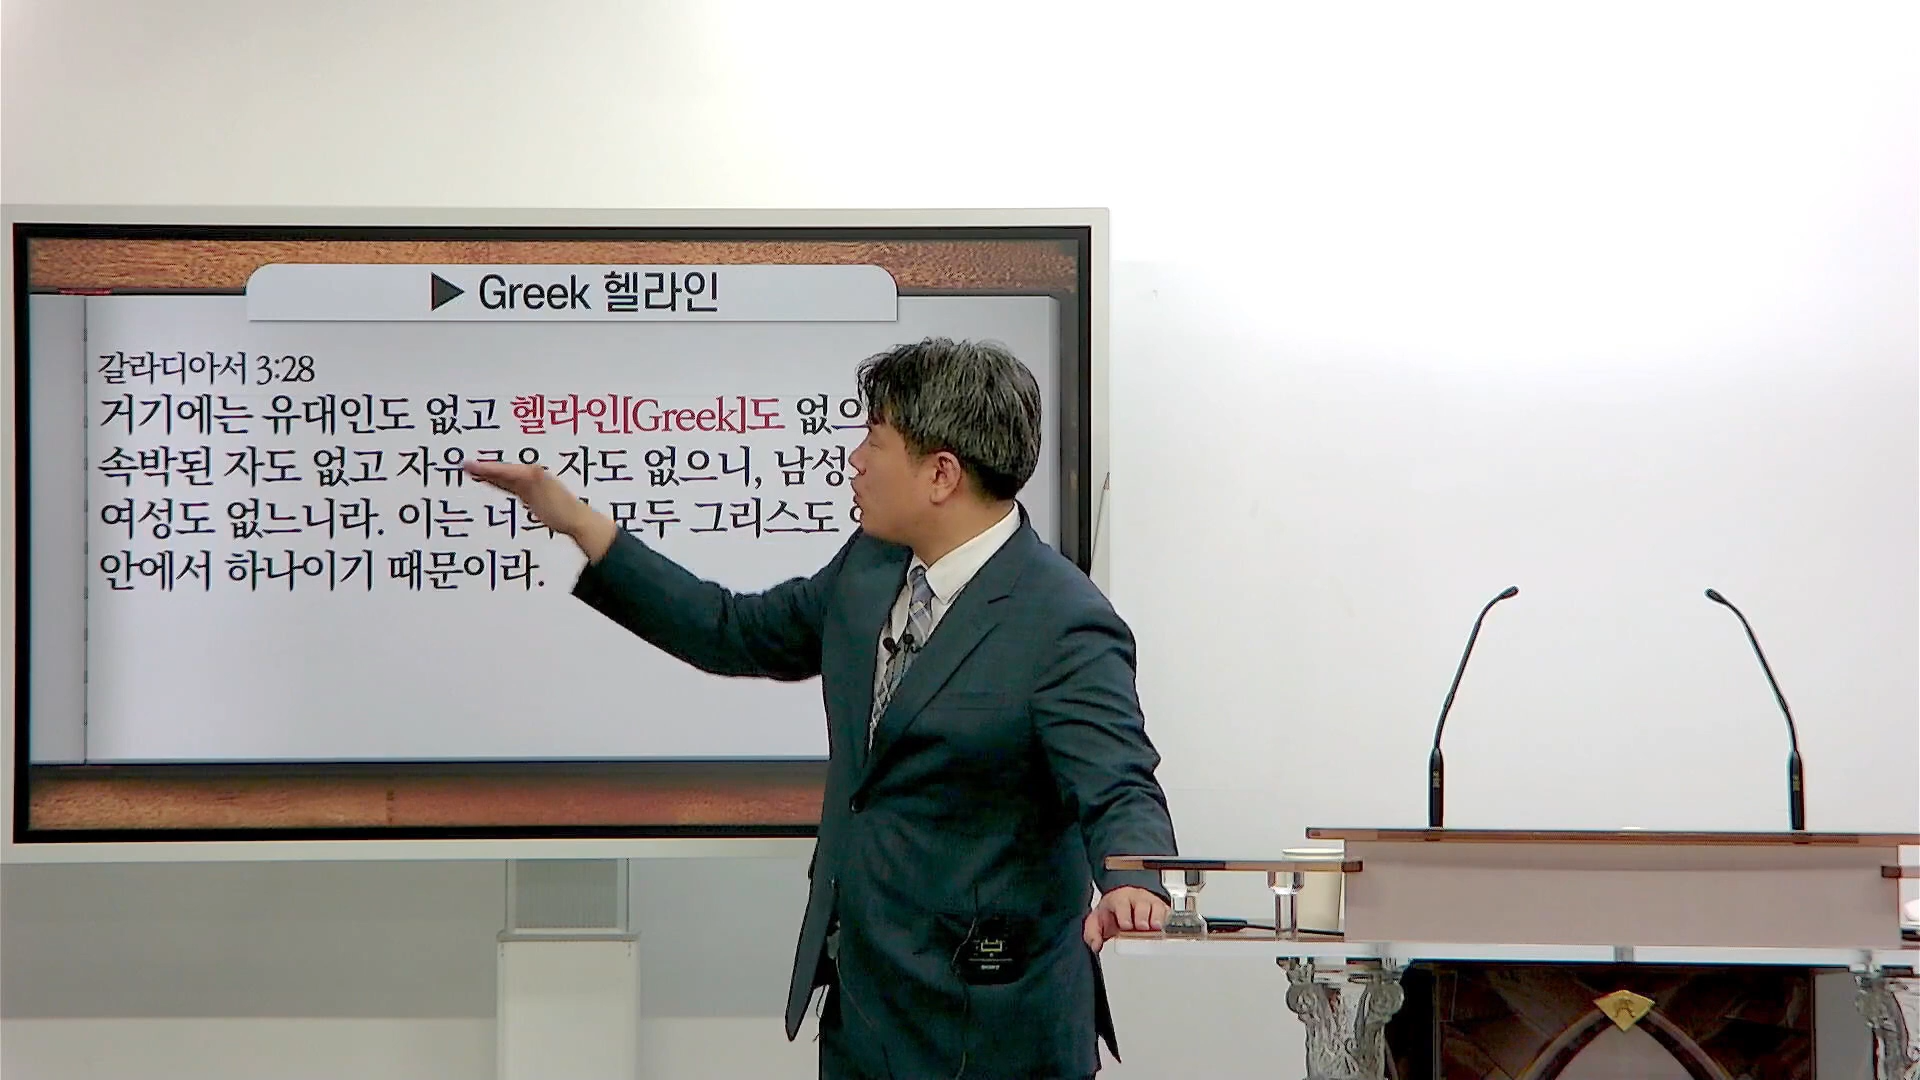 ▶ Greek 헬라인
갈라디아서 3:28
거기에는 유대인도 없고 헬라인[Greek]도 없으
속박된 자도 없고 자유로운 자도 없으니, 남성
여성도 없느니라. 이는 모두 그리스도
안에서 하나이기 때문이라.
SONY